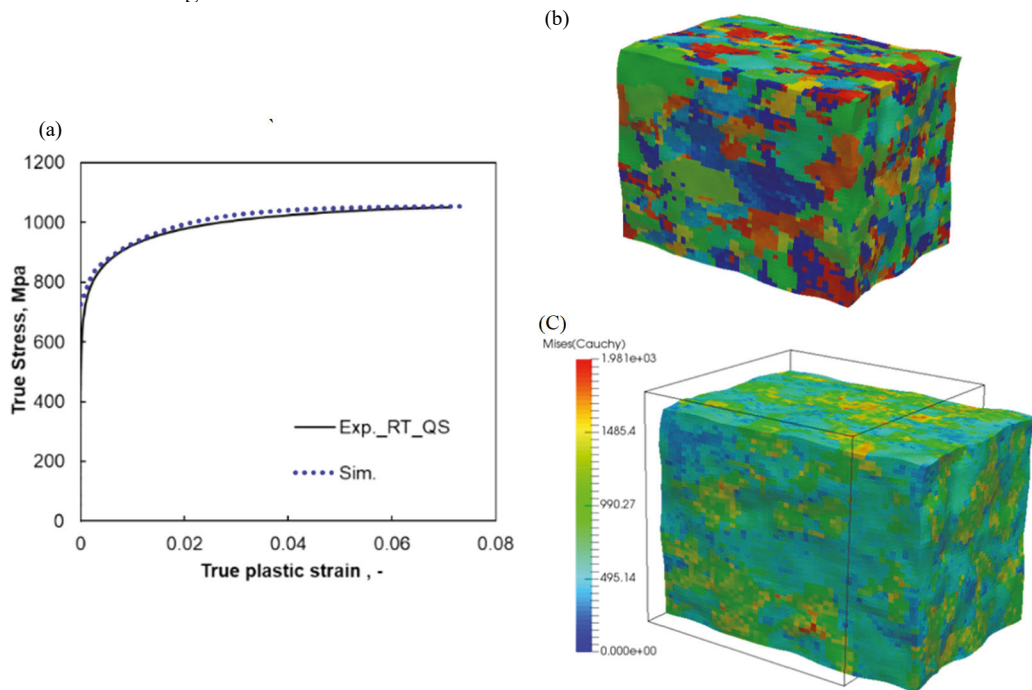 (b)
(a)
1200
1000
800
600
400
200
0
0
0.02
0.04
0.06
0.08
True Stress, Mpa
True plastic strain , -
Exp._RT_QS
Sim.
(C)
Mises(Cauchy)
1.981e+03
1485.4
990.27
495.14
0.000e+00